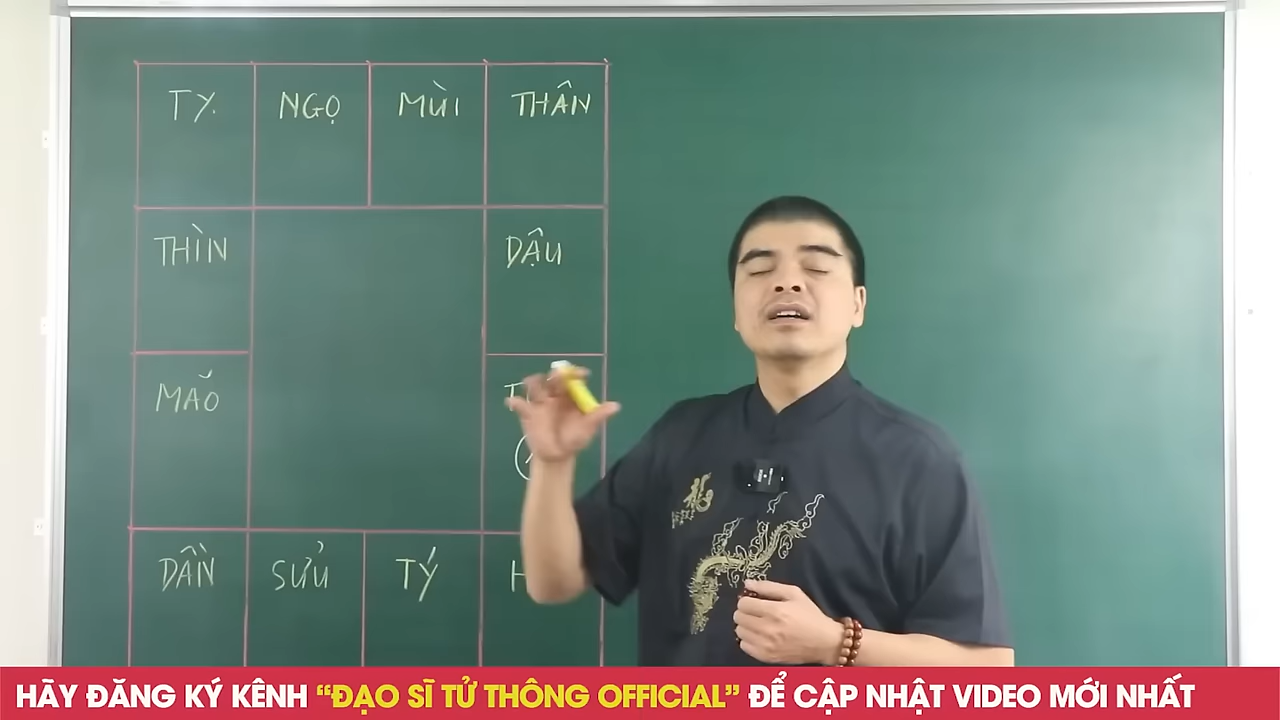 TỴ NGỌ MÙI THÂN
THÌN DẬU
MÃO
DẦN SỬU TÝ
HÃY ĐĂNG KÝ KÊNH “ĐẠO SĨ TỬ THÔNG OFFICIAL” ĐỂ CẬP NHẬT VIDEO MỚI NHẤT